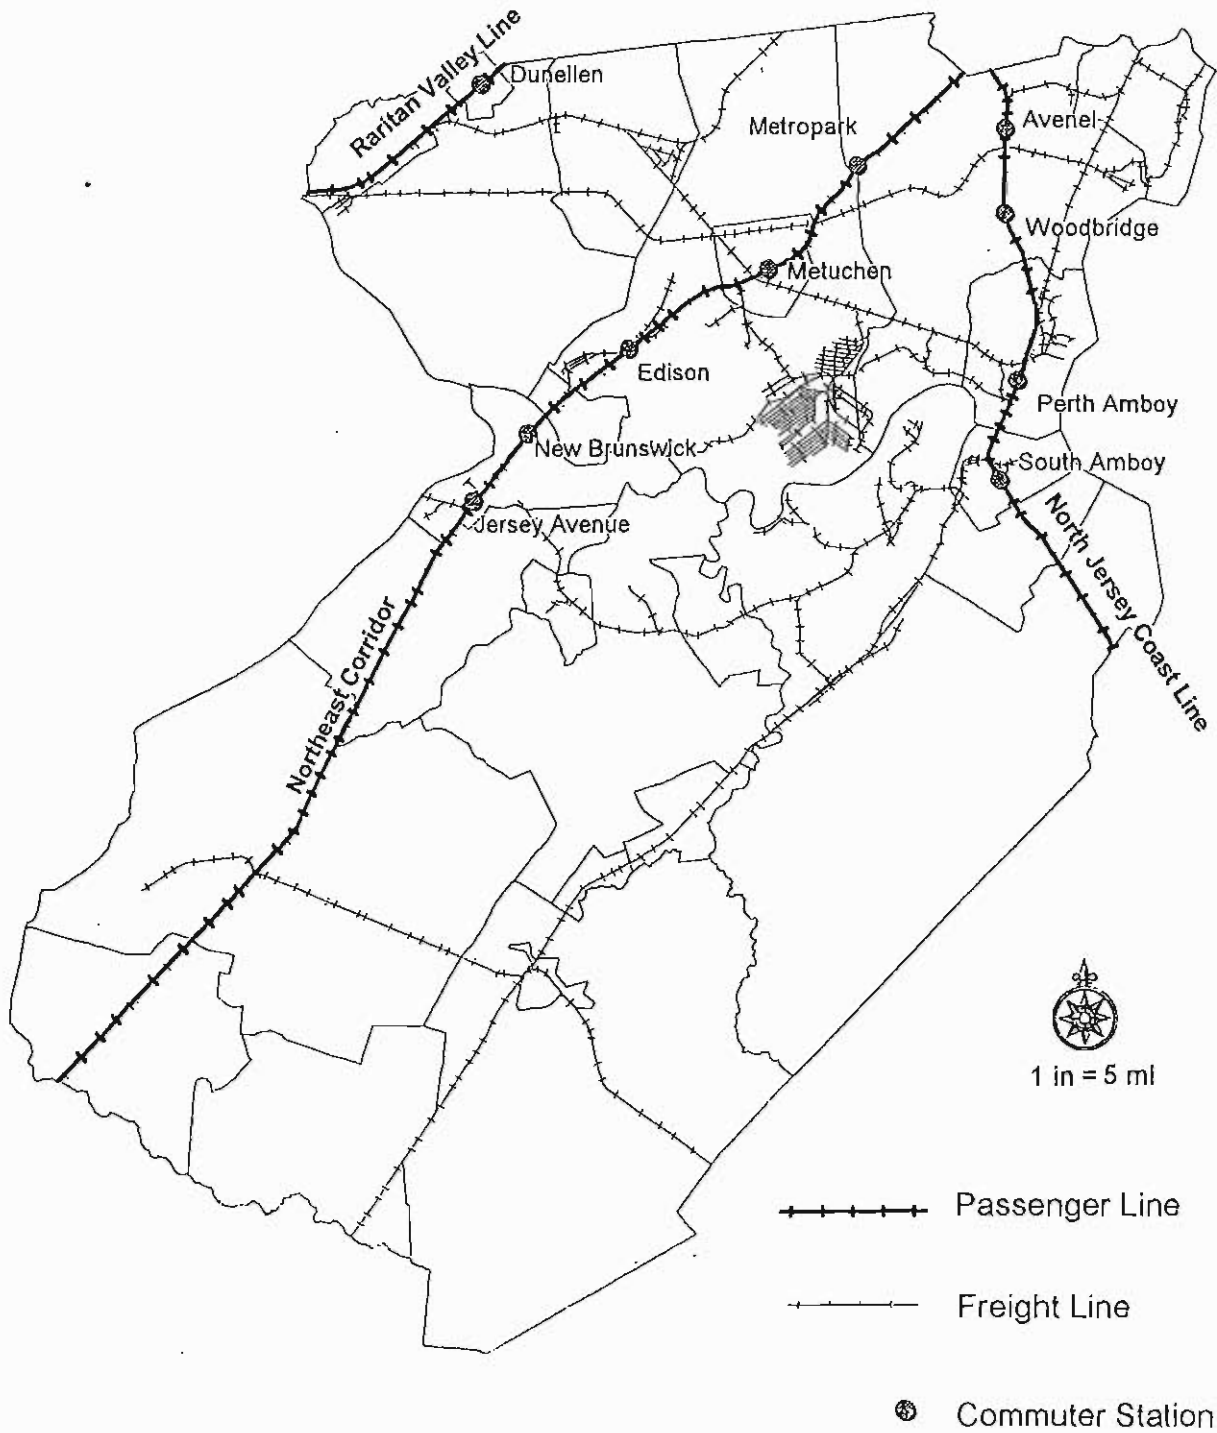 Raritan Valley Line
Dunellen
Metropark
Avenel
Woodbridge
Metuchen
Edison
Perth Amboy
New Brunswick
South Amboy
Jersey Avenue
North Jersey Coast Line
Northeast Corridor
1 in = 5 mi
Passenger Line
Freight Line
Commuter Station